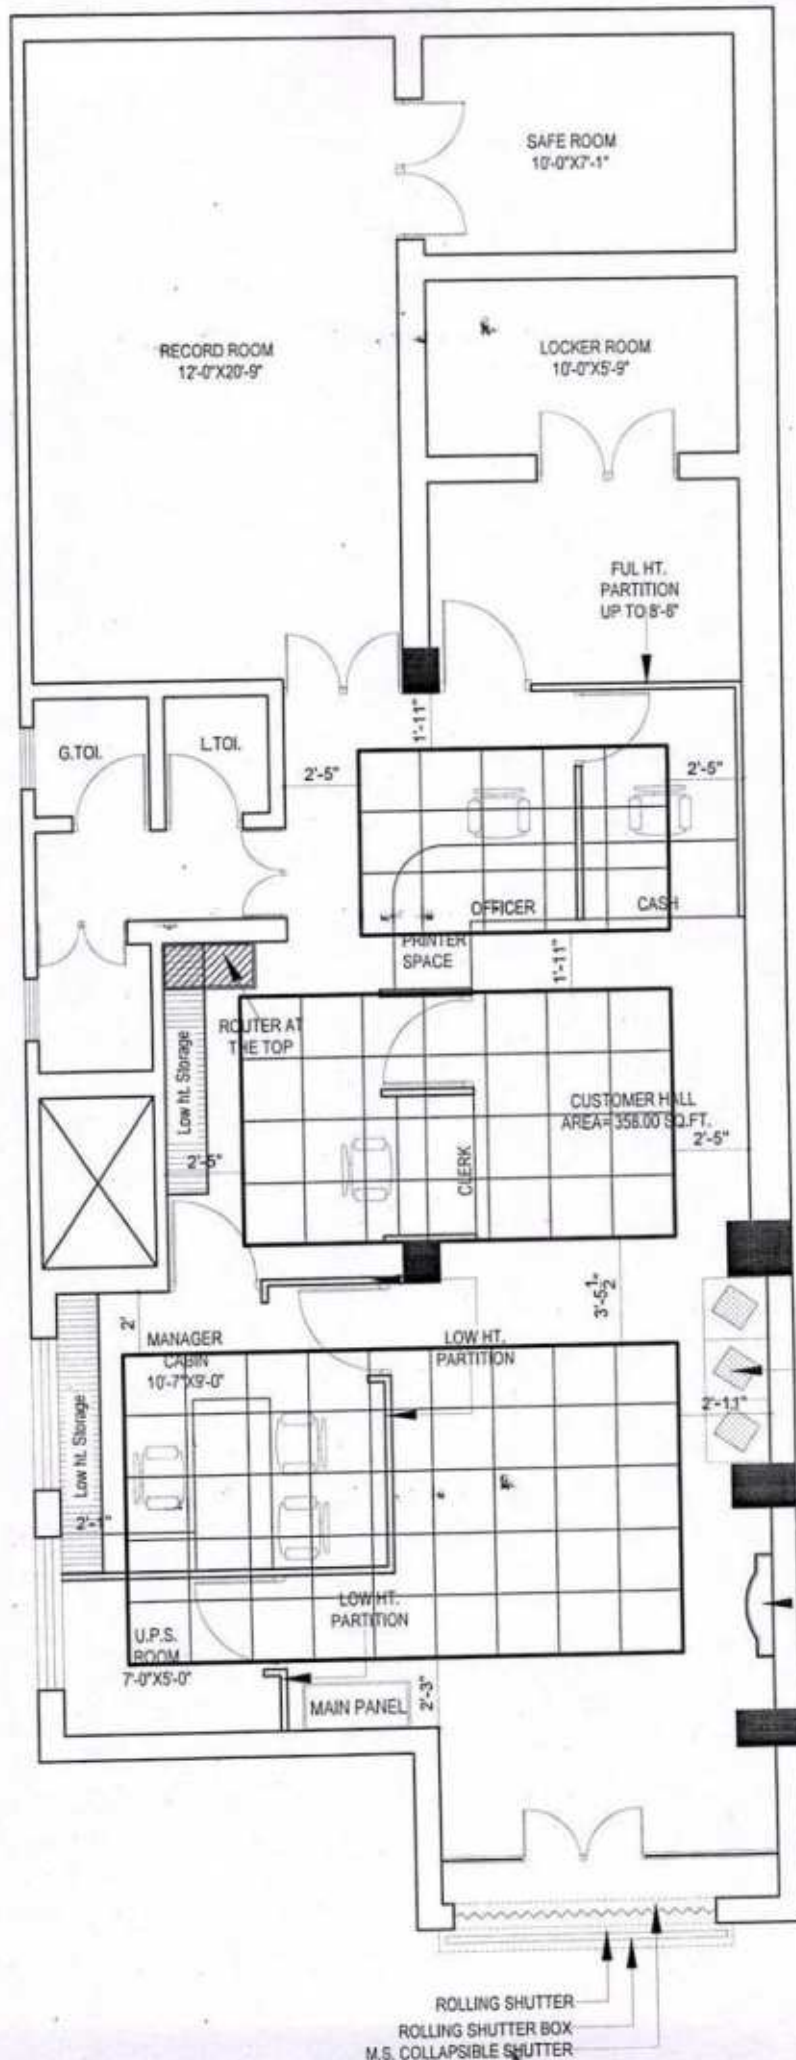 SAFE ROOM
10'-0"X7'-1"
RECORD ROOM
12'-0"X20'-9"
LOCKER ROOM
10'-0"X5'-9"
FUL HT.
PARTITION
UP TO 8'-6"
G.TOI.
L.TOI.
1'-11"
2'-5"
2'-5"
OFFICER
CASH
PRINTER
SPACE
1'-11"
ROUTER AT
THE TOP
Low ht. Storage
CUSTOMER HALL
AREA= 358.00 SQ.FT.
2'-5"
2'-5"
CLERK
3'-5½"
2'
MANAGER
CABIN
10'-7"X9'-0"
LOW HT.
PARTITION
Low ht. Storage
2'-11"
2'-1"
LOW HT.
PARTITION
U.P.S.
ROOM
7'-0"X5'-0"
MAIN PANEL
2'-3"
ROLLING SHUTTER
ROLLING SHUTTER BOX
M.S. COLLAPSIBLE SHUTTER